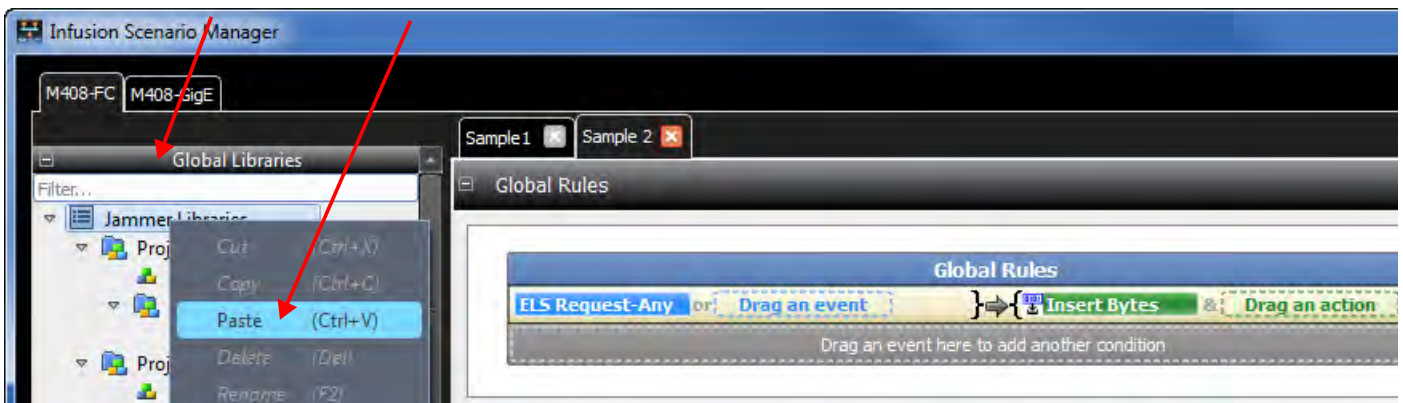 Infusion Scenario Manager
M408-FC M408-GigE
Sample1 Sample 2
Global Libraries
Filter...
Global Rules
Jammer Libraries
Proj
Cut (Ctrl+X)
Copy (Ctrl+C)
Paste (Ctrl+V)
Proj
Delete (Del)
Rename (F2)
Global Rules
ELS Request-Any or Drag an event } { Insert Bytes & Drag an action
Drag an event here to add another condition